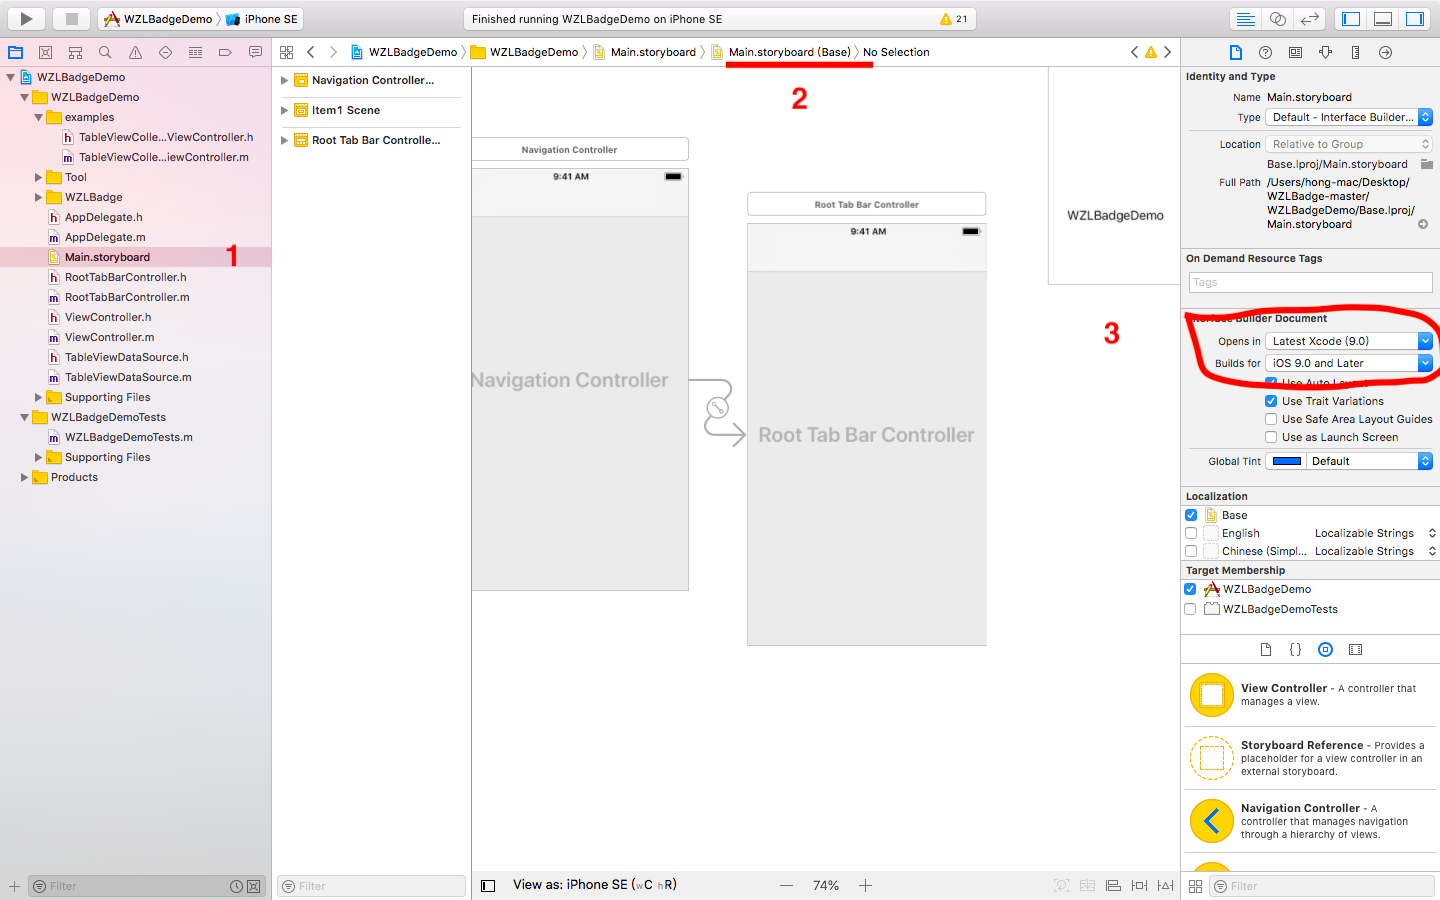 WZLBadgeDemo iPhone SE
Finished running WZLBadgeDemo on iPhone SE
21
WZLBadgeDemo WZLBadgeDemo Main.storyboard Main.storyboard (Base) No Selection
WZLBadgeDemo
WZLBadgeDemo
examples
TableViewColle...ViewController.h
TableViewColle...iewController.m
Tool
WZLBadge
AppDelegate.h
AppDelegate.m
Main.storyboard
1
RootTabBarController.h
RootTabBarController.m
ViewController.h
ViewController.m
TableViewDataSource.h
TableViewDataSource.m
Supporting Files
WZLBadgeDemoTests
WZLBadgeDemoTests.m
Supporting Files
Products
Filter
Navigation Controller...
Item1 Scene
Root Tab Bar Controlle...
Filter
2
Navigation Controller
9:41 AM
Navigation Controller
Root Tab Bar Controller
9:41 AM
Root Tab Bar Controller
WZLBadgeDemo
3
View as: iPhone SE (wC hR)
74%
Identity and Type
Name Main.storyboard
Type Default - Interface Builder...
Location Relative to Group
Base.lproj/Main.storyboard
Full Path /Users/hong-mac/Desktop/
WZLBadge-master/
WZLBadgeDemo/Base.lproj/
Main.storyboard
On Demand Resource Tags
Tags
Interface Builder Document
Opens in Latest Xcode (9.0)
Builds for iOS 9.0 and Later
Use Auto Layout
Use Trait Variations
Use Safe Area Layout Guides
Use as Launch Screen
Global Tint Default
Localization
Base
English Localizable Strings
Chinese (Simpl... Localizable Strings
Target Membership
WZLBadgeDemo
WZLBadgeDemoTests
{}
View Controller - A controller that
manages a view.
Storyboard Reference - Provides a
placeholder for a view controller in an
external storyboard.
Navigation Controller - A
controller that manages navigation
through a hierarchy of views.
Filter